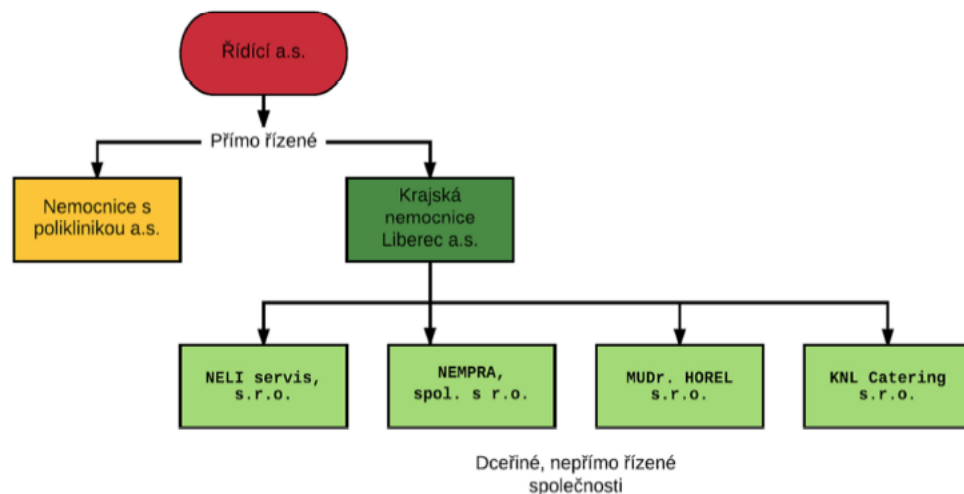 Řídící a.s.
Přímo řízené
Nemocnice s
poliklinikou a.s.
Krajská
nemocnice
Liberec a.s.
NELI servis,
s.r.o.
NEMPRA,
spol. s r.o.
MUDr. HOREL
s.r.o.
KNL Catering
s.r.o.
Dceřiné, nepřímo řízené
společnosti